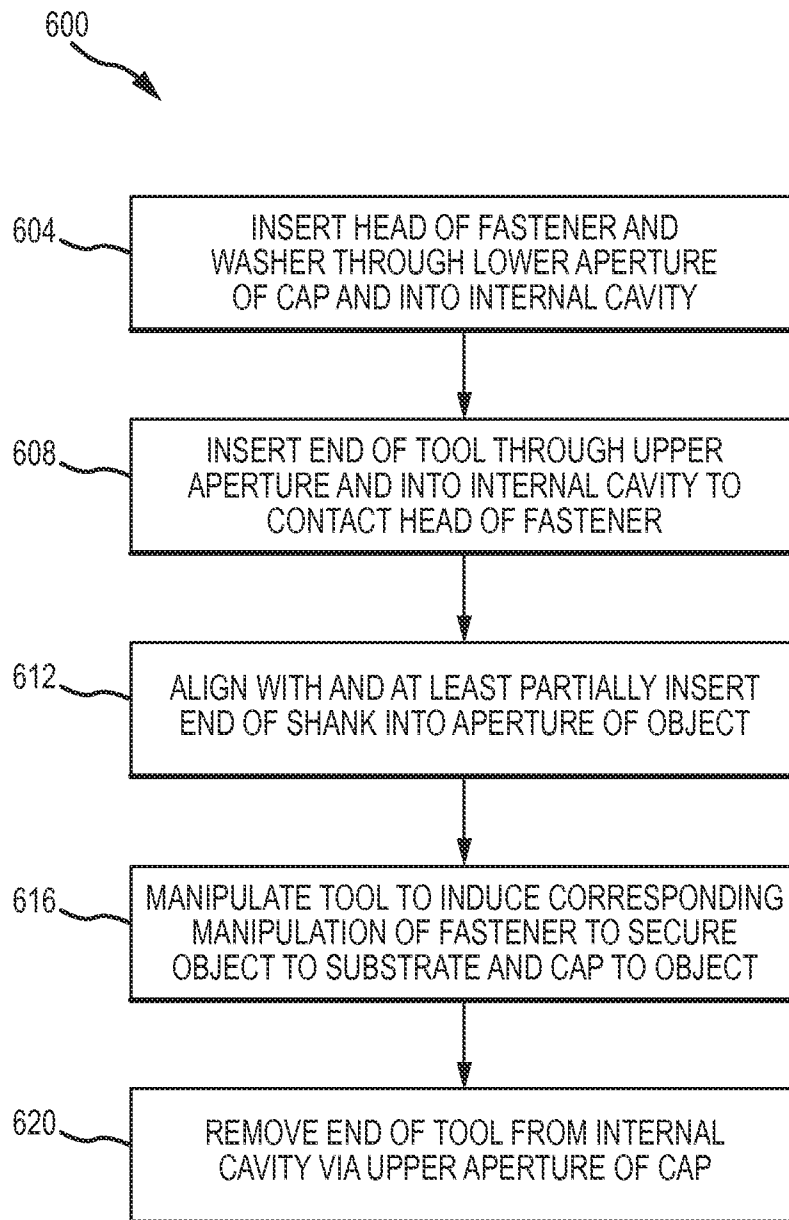 600
604
INSERT HEAD OF FASTENER AND
WASHER THROUGH LOWER APERTURE
OF CAP AND INTO INTERNAL CAVITY
608
INSERT END OF TOOL THROUGH UPPER
APERTURE AND INTO INTERNAL CAVITY TO
CONTACT HEAD OF FASTENER
612
ALIGN WITH AND AT LEAST PARTIALLY INSERT
END OF SHANK INTO APERTURE OF OBJECT
616
MANIPULATE TOOL TO INDUCE CORRESPONDING
MANIPULATION OF FASTENER TO SECURE
OBJECT TO SUBSTRATE AND CAP TO OBJECT
620
REMOVE END OF TOOL FROM INTERNAL
CAVITY VIA UPPER APERTURE OF CAP